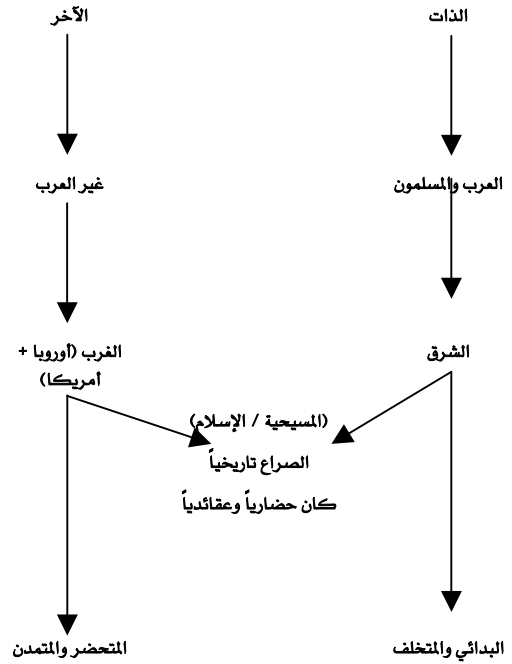 الذات
الآخر
العرب والمسلمون
غير العرب
الشرق
الغرب (أوروبا +
أمريكا)
(المسيحية / الإسلام)
الصراع تاريخياً
كان حضارياً وعقائدياً
البدائي والمتخلف
المتحضر والمتمدن